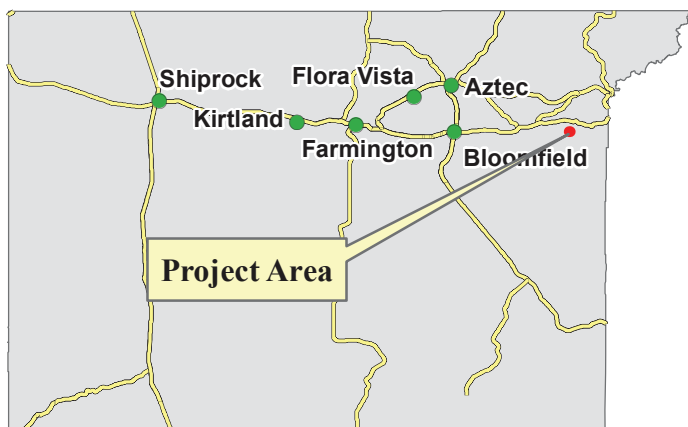 Shiprock
Flora Vista
Aztec
Kirtland
Farmington
Bloomfield
Project Area